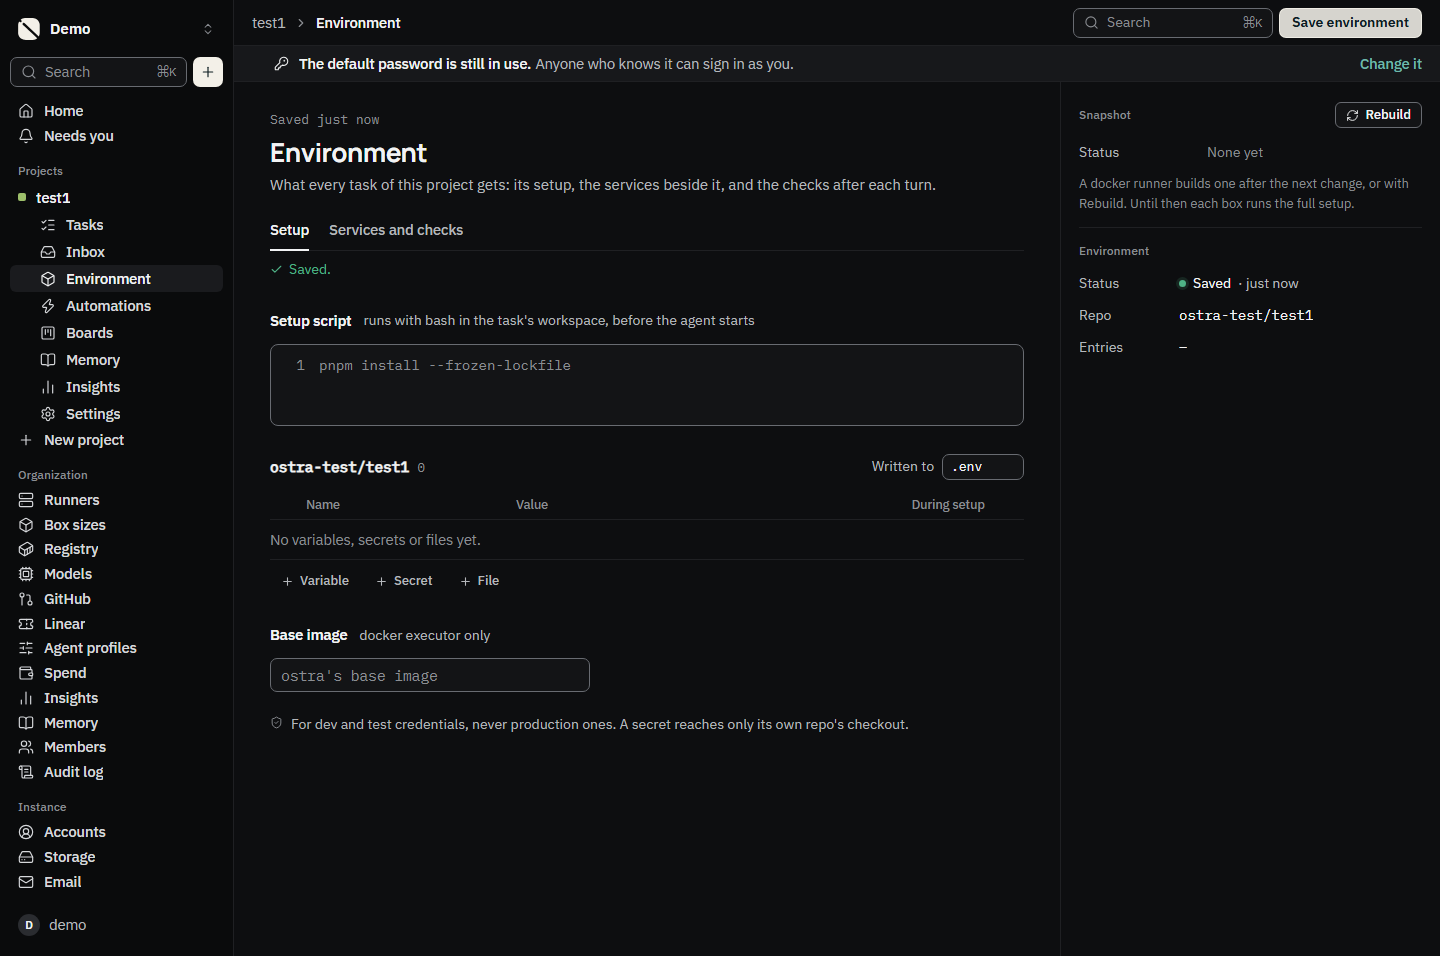 Demo
Search ⌘K
Home
Needs you
Projects
test1
Tasks
Inbox
Environment
Automations
Boards
Memory
Insights
Settings
New project
Organization
Runners
Box sizes
Registry
Models
GitHub
Linear
Agent profiles
Spend
Insights
Memory
Members
Audit log
Instance
Accounts
Storage
Email
D demo
test1 > Environment
Search ⌘K
Save environment
The default password is still in use. Anyone who knows it can sign in as you.
Change it
Saved just now
Environment
What every task of this project gets: its setup, the services beside it, and the checks after each turn.
Setup Services and checks
Saved.
Setup script runs with bash in the task's workspace, before the agent starts
1 pnpm install --frozen-lockfile
ostra-test/test1 0
Written to .env
Name Value During setup
No variables, secrets or files yet.
+ Variable + Secret + File
Base image docker executor only
ostra's base image
For dev and test credentials, never production ones. A secret reaches only its own repo's checkout.
Snapshot
Rebuild
Status None yet
A docker runner builds one after the next change, or with
Rebuild. Until then each box runs the full setup.
Environment
Status Saved · just now
Repo ostra-test/test1
Entries –